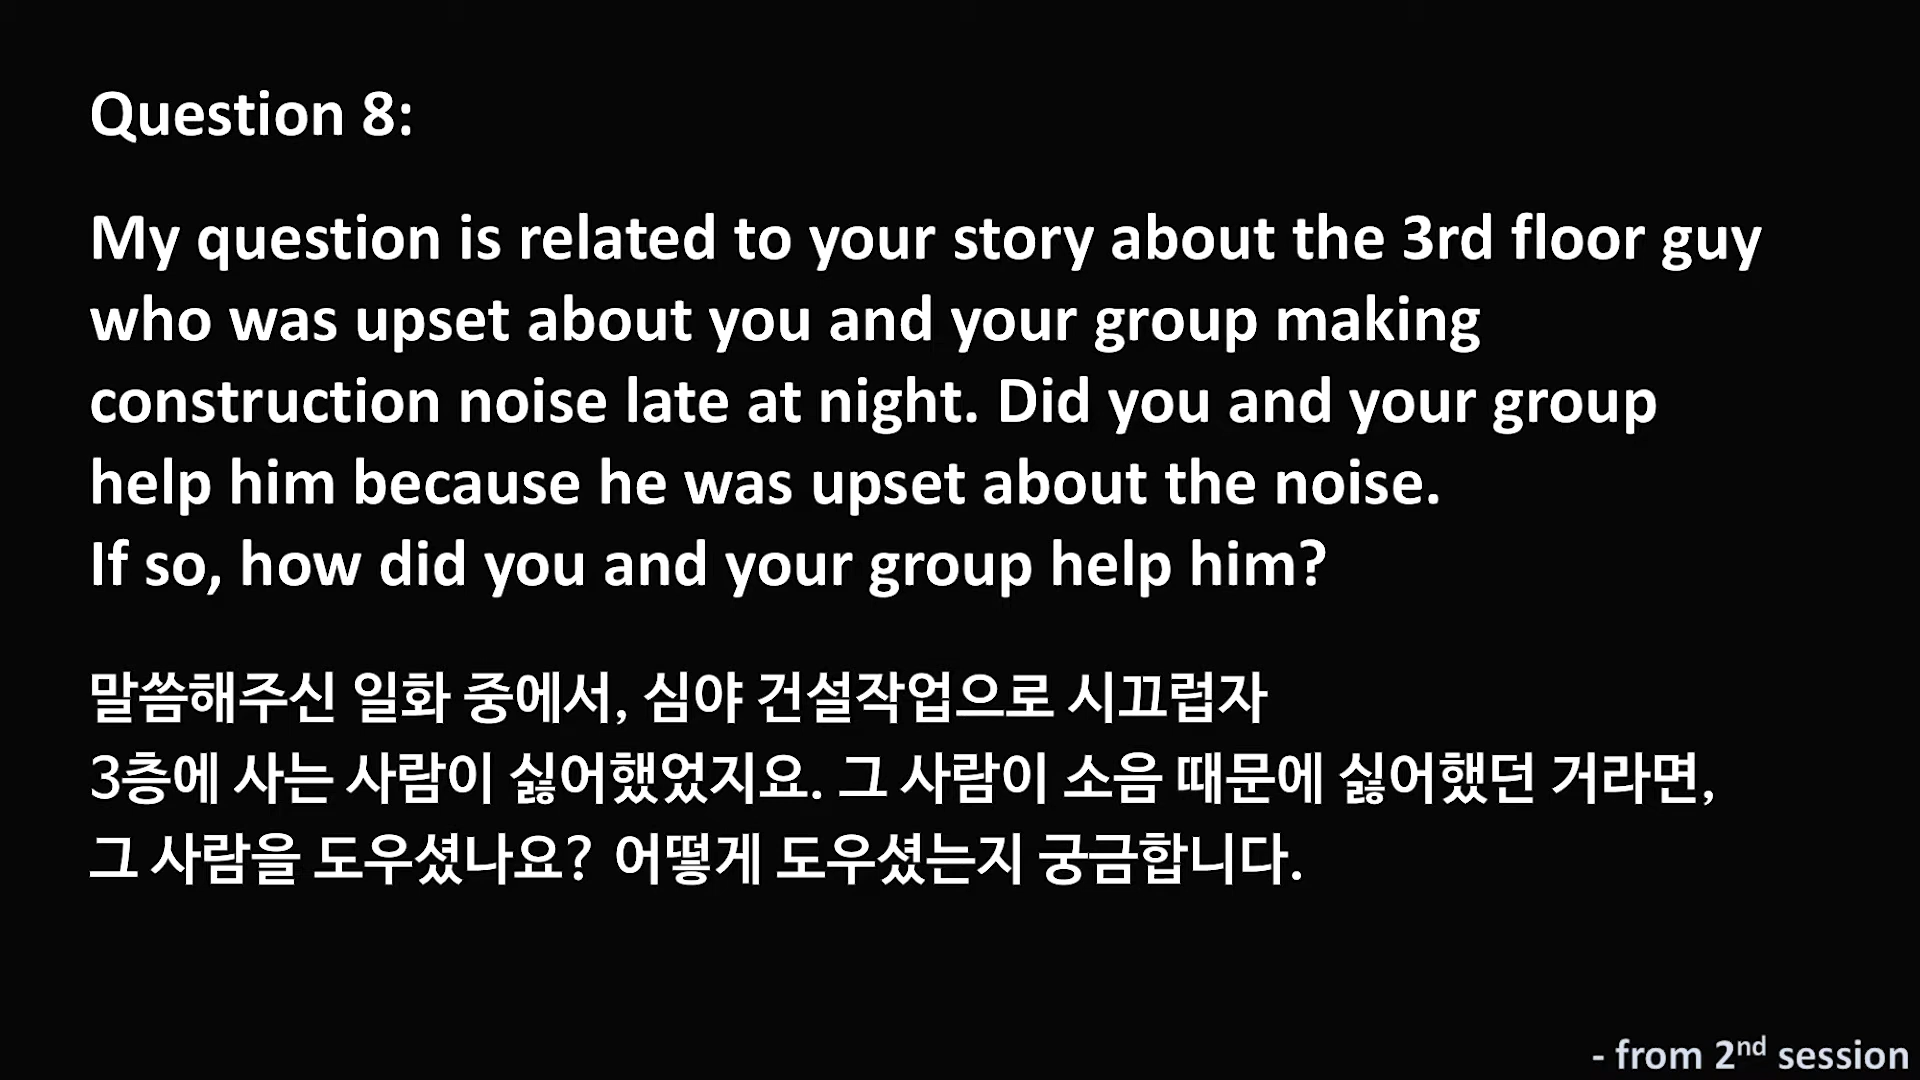 Question 8:
My question is related to your story about the 3rd floor guy
who was upset about you and your group making
construction noise late at night. Did you and your group
help him because he was upset about the noise.
If so, how did you and your group help him?
말씀해주신 일화 중에서, 심야 건설작업으로 시끄럽자
3층에 사는 사람이 싫어했었지요. 그 사람이 소음 때문에 싫어했던 거라면,
그 사람을 도우셨나요? 어떻게 도우셨는지 궁금합니다.
- from 2nd session